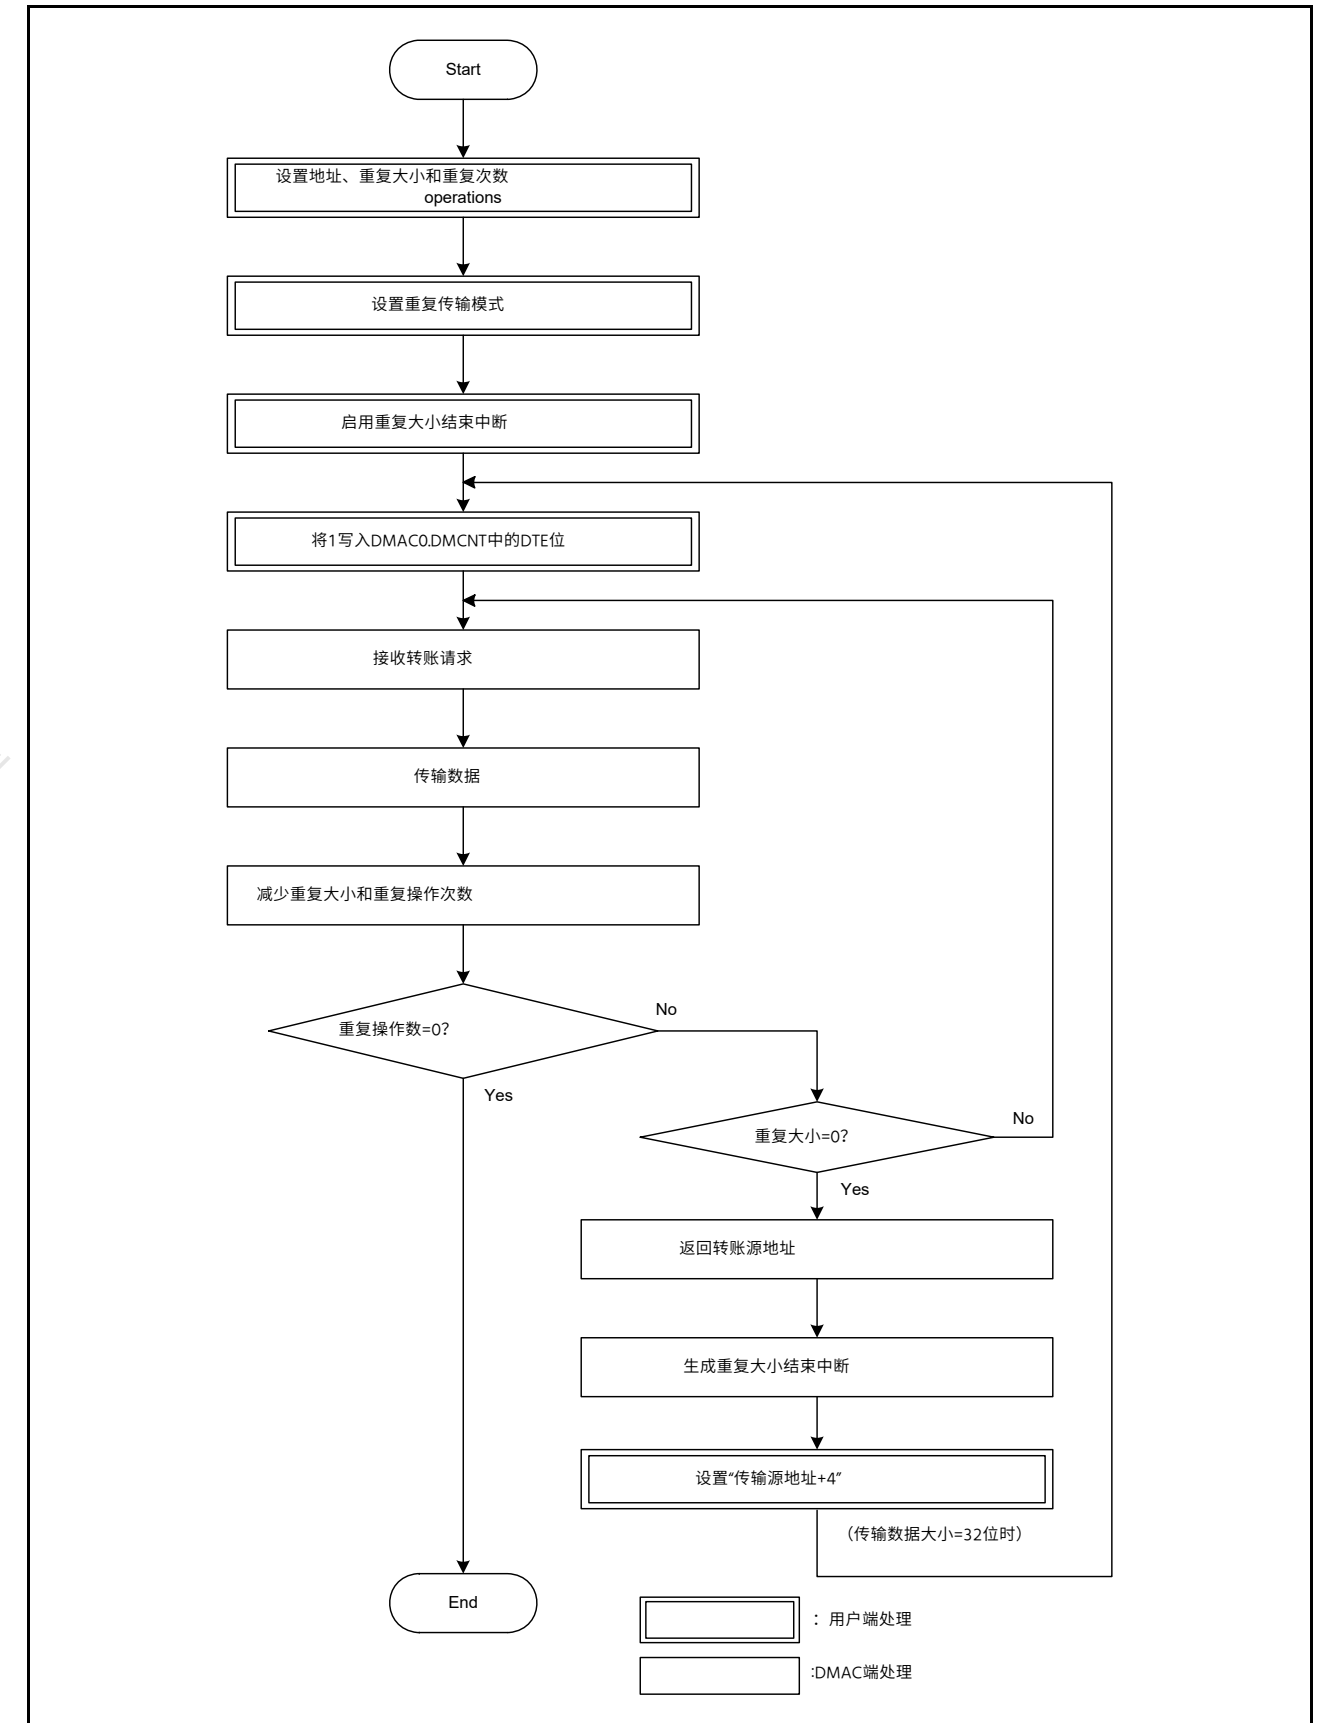 Start
设置地址、重复大小和重复次数
operations
设置重复传输模式
启用重复大小结束中断
将1写入DMAC0.DMCNT中的DTE位
接收转账请求
传输数据
减少重复大小和重复操作次数
重复操作数=0？
No
Yes
重复大小=0？
No
Yes
返回转账源地址
生成重复大小结束中断
设置“传输源地址+4”
（传输数据大小=32位时）
End
：用户端处理
:DMAC端处理